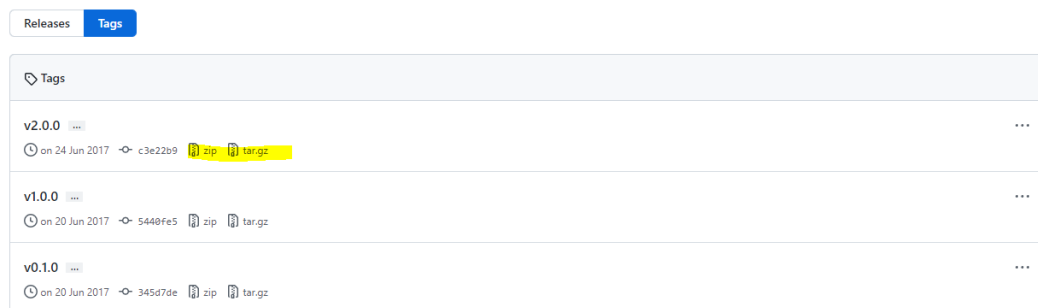 Releases Tags
Tags
v2.0.0 ...
on 24 Jun 2017 c3e22b9 zip tar.gz
v1.0.0 ...
on 20 Jun 2017 5440fe5 zip tar.gz
v0.1.0 ...
on 20 Jun 2017 345d7de zip tar.gz